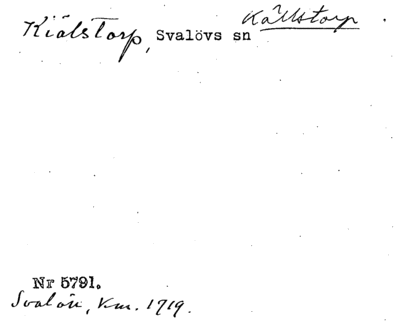 Källstorp
Kiälstorp, Svalövs sn
Nr 5791.
Svalöv, Km. 1719.